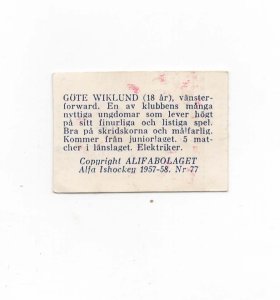 GÖTE WIKLUND (18 år), vänster-
forward. En av klubbens många
nyttiga ungdomar som lever högt
på sitt finurliga och listiga spel.
Bra på skridskorna och målfarlig.
Kommer från juniorlaget. 5 mat-
cher i länslaget. Elektriker.
Copyright ALIFABOLAGET
Alfa Ishockey 1957-58. Nr 77